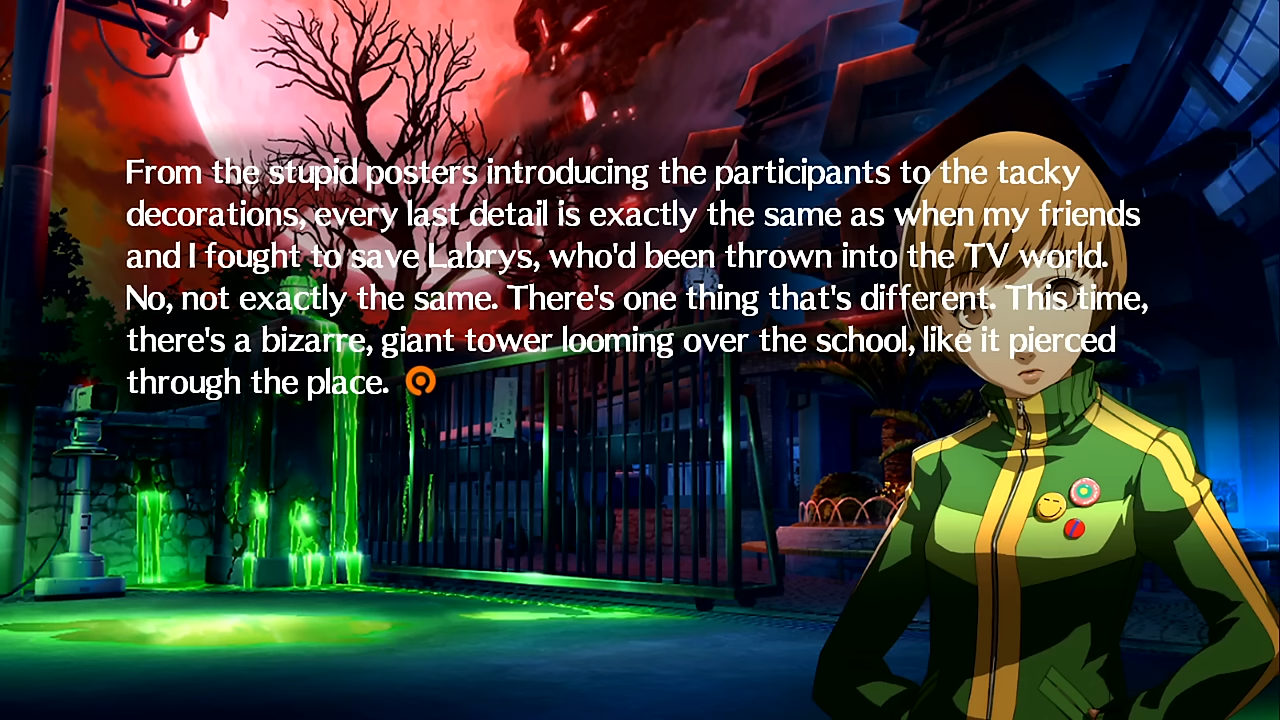 From the stupid posters introducing the participants to the tacky
decorations, every last detail is exactly the same as when my friends
and I fought to save Labrys, who'd been thrown into the TV world.
No, not exactly the same. There's one thing that's different. This time,
there's a bizarre, giant tower looming over the school, like it pierced
through the place.